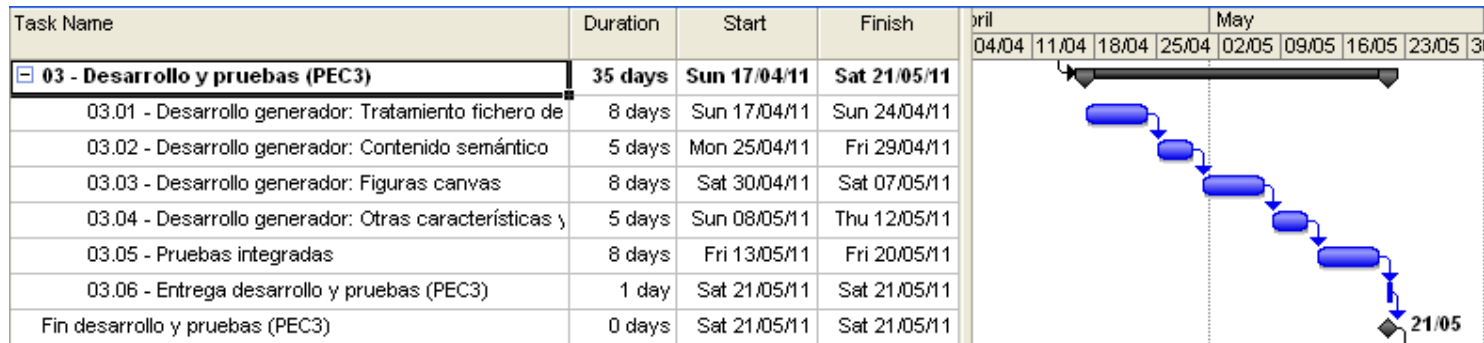 Task Name Duration Start Finish April May
04/04 11/04 18/04 25/04 02/05 09/05 16/05 23/05
03 - Desarrollo y pruebas (PEC3) 35 days Sun 17/04/11 Sat 21/05/11
03.01 - Desarrollo generador: Tratamiento fichero de 8 days Sun 17/04/11 Sun 24/04/11
03.02 - Desarrollo generador: Contenido semántico 5 days Mon 25/04/11 Fri 29/04/11
03.03 - Desarrollo generador: Figuras canvas 8 days Sat 30/04/11 Sat 07/05/11
03.04 - Desarrollo generador: Otras características y 5 days Sun 08/05/11 Thu 12/05/11
03.05 - Pruebas integradas 8 days Fri 13/05/11 Fri 20/05/11
03.06 - Entrega desarrollo y pruebas (PEC3) 1 day Sat 21/05/11 Sat 21/05/11
Fin desarrollo y pruebas (PEC3) 0 days Sat 21/05/11 Sat 21/05/11 21/05